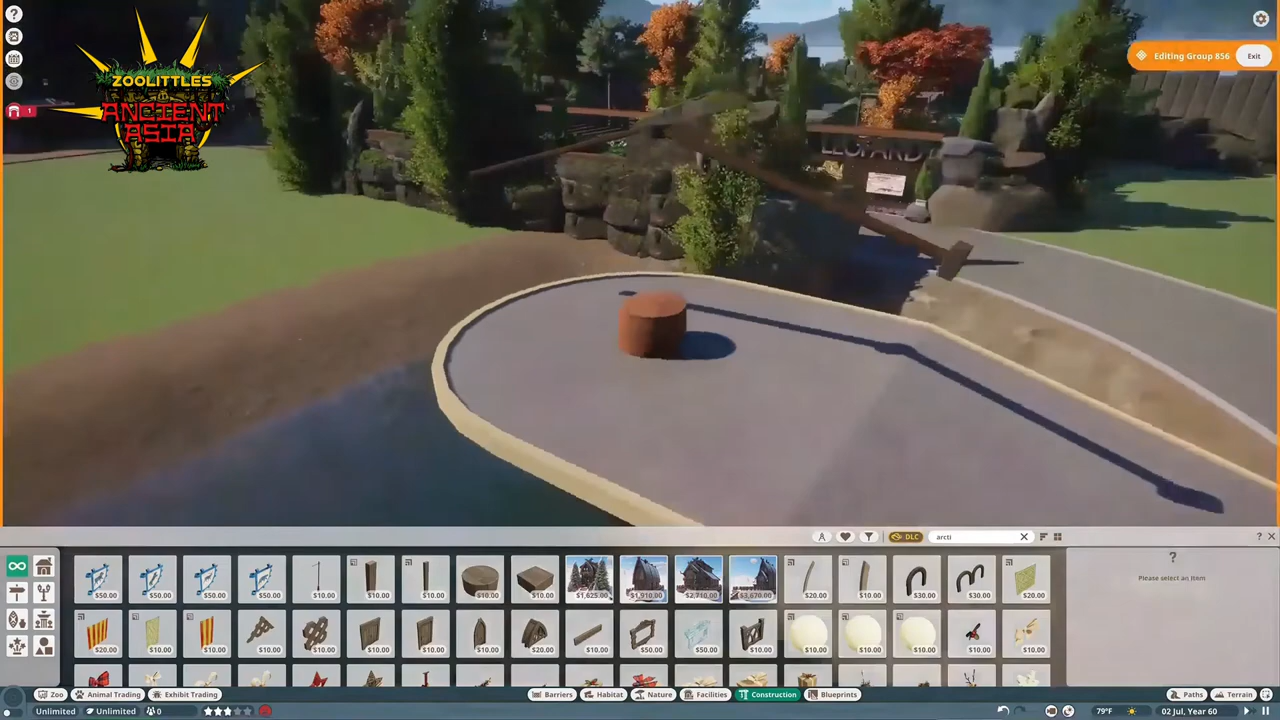 ?
Editing Group 856
Exit
ZOOLITTLES
ANCIENT
ASIA
1
LEOPARD
DLC
arcti
?
$50.00 $50.00 $50.00 $50.00 $10.00 $10.00 $10.00 $10.00 $10.00 $1,625.00 $1,910.00 $2,710.00 $3,670.00 $10.00 $10.00 $30.00 $30.00 $20.00
?
Please select an item
$20.00 $10.00 $10.00 $10.00 $10.00 $10.00 $10.00 $10.00 $20.00 $10.00 $50.00 $50.00 $10.00 $10.00 $10.00 $10.00 $10.00 $10.00
Zoo Animal Trading Exhibit Trading Barriers Habitat Nature Facilities Construction Blueprints Paths Terrain
Unlimited Unlimited 0 79°F 02 Jul, Year 60